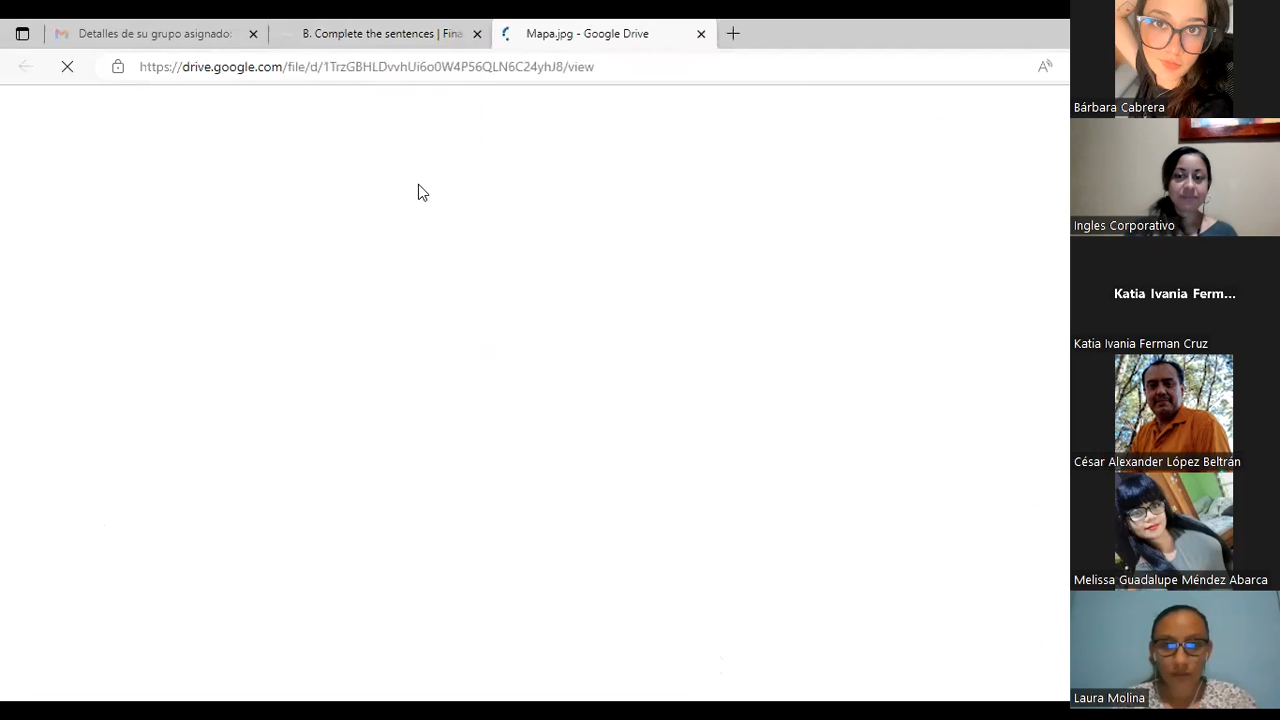 Detalles de su grupo asignado:
B. Complete the sentences | Fina
Mapa.jpg - Google Drive
https://drive.google.com/file/d/1TrzGBHLDvvhUi6o0W4P56QLN6C24yhJ8/view
Bárbara Cabrera
Ingles Corporativo
Katia Ivania Ferm...
Katia Ivania Ferman Cruz
César Alexander López Beltrán
Melissa Guadalupe Méndez Abarca
Laura Molina